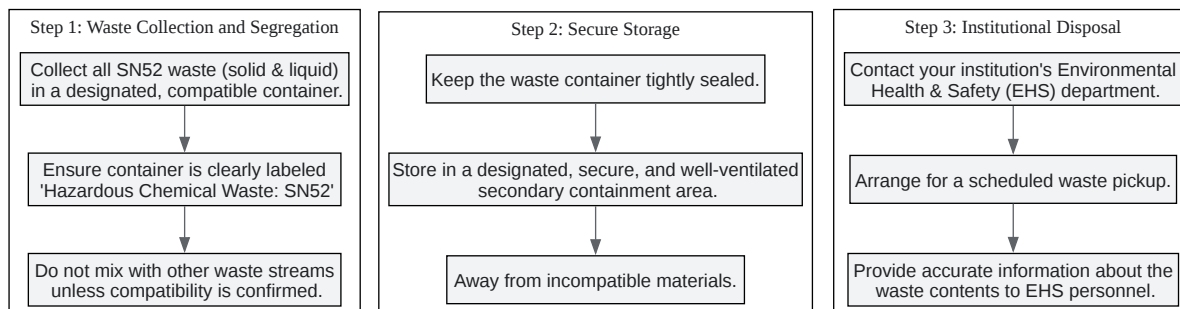 Step 1: Waste Collection and Segregation
Collect all SN52 waste (solid & liquid)
in a designated, compatible container.
Ensure container is clearly labeled
'Hazardous Chemical Waste: SN52'
Do not mix with other waste streams
unless compatibility is confirmed.
Step 2: Secure Storage
Keep the waste container tightly sealed.
Store in a designated, secure, and well-ventilated
secondary containment area.
Away from incompatible materials.
Step 3: Institutional Disposal
Contact your institution's Environmental
Health & Safety (EHS) department.
Arrange for a scheduled waste pickup.
Provide accurate information about the
waste contents to EHS personnel.